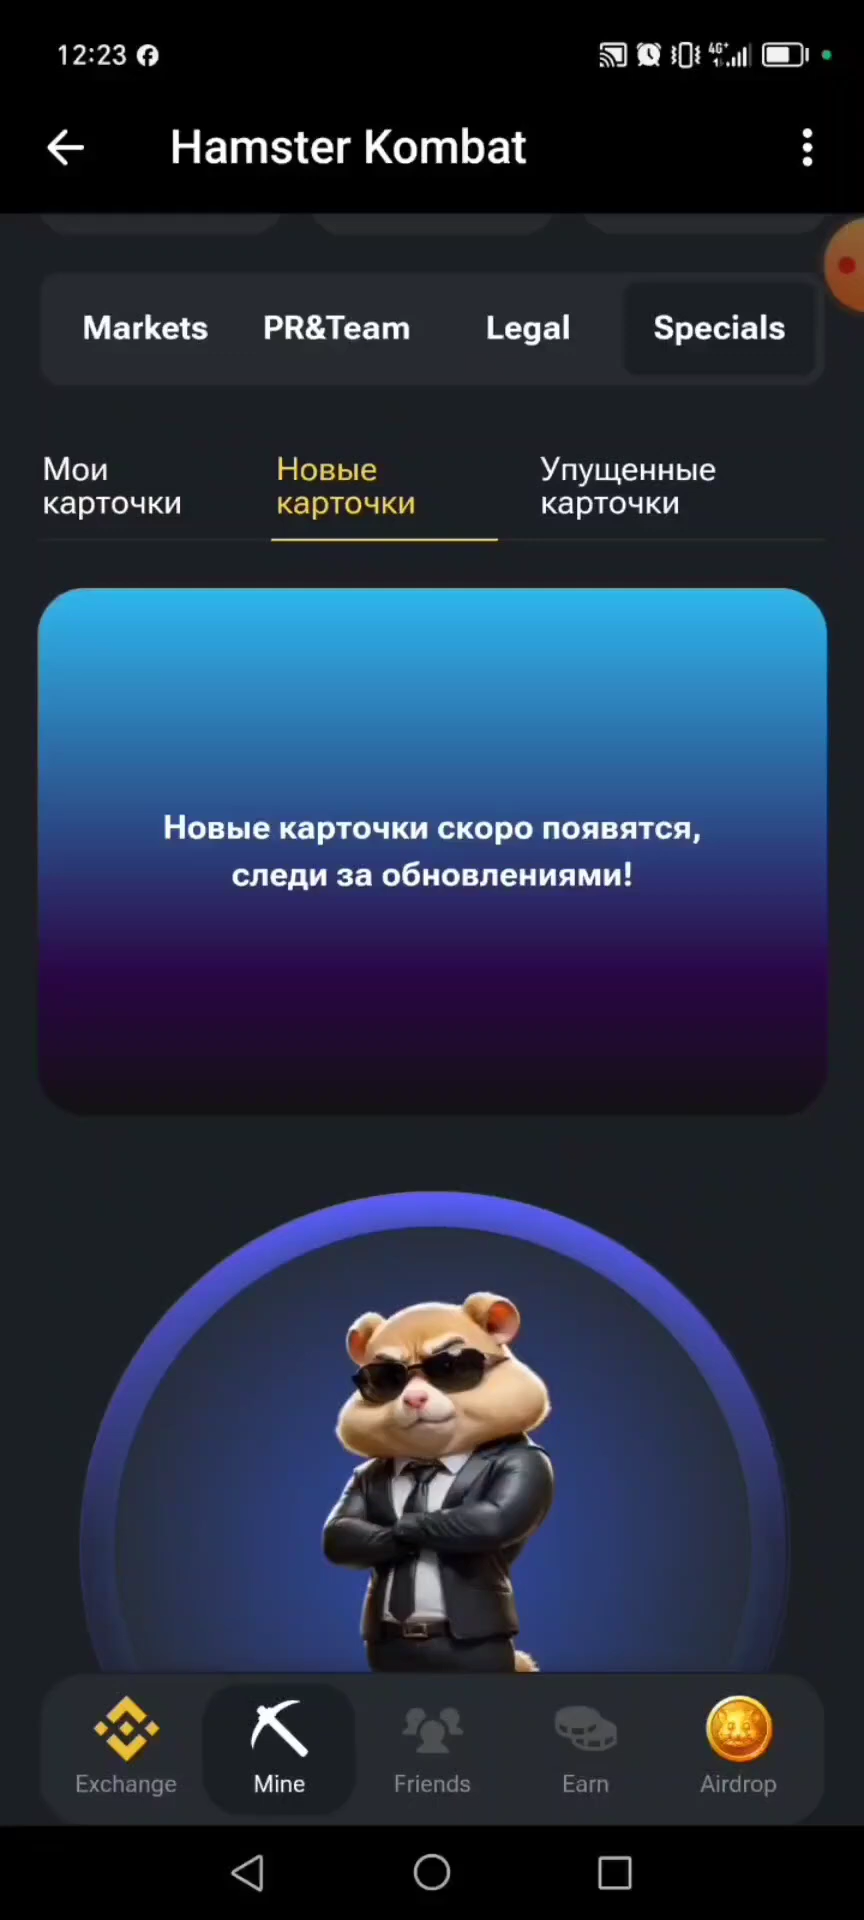 12:23
4G+
Hamster Kombat
Markets PR&Team Legal Specials
Мои
карточки
Новые
карточки
Упущенные
карточки
Новые карточки скоро появятся,
следи за обновлениями!
Exchange Mine Friends Earn Airdrop